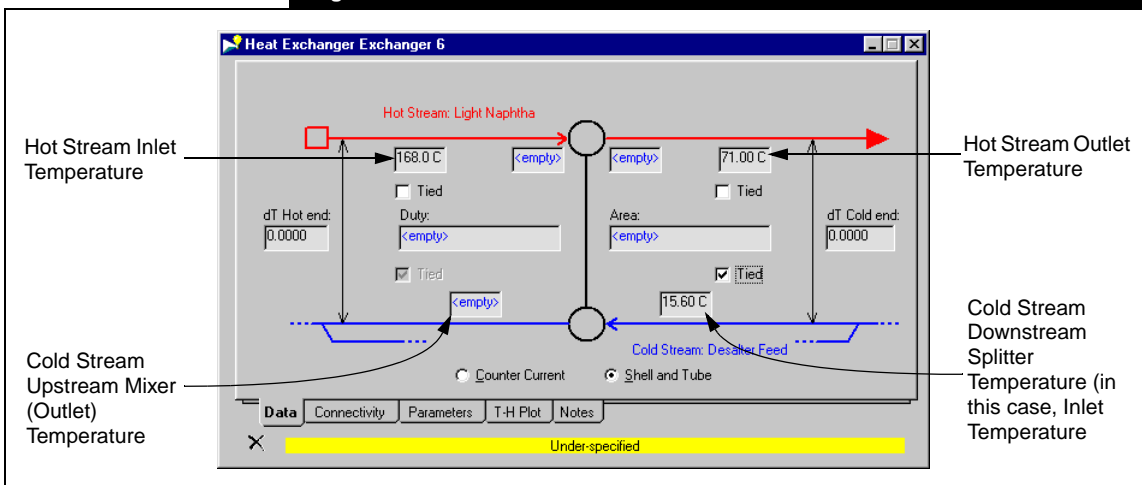 Heat Exchanger Exchanger 6
Hot Stream: Light Naphtha
Hot Stream Inlet
Temperature
Hot Stream Outlet
Temperature
168.0 C
<empty>
<empty>
71.00 C
Tied
Tied
dT Hot end:
0.0000
Duty:
<empty>
Area:
<empty>
dT Cold end:
0.0000
Tied
Tied
<empty>
15.60 C
Cold Stream: Desalter Feed
Cold Stream
Upstream Mixer
(Outlet)
Temperature
Cold Stream
Downstream
Splitter
Temperature (in
this case, Inlet
Temperature
Counter Current
Shell and Tube
Data
Connectivity
Parameters
T-H Plot
Notes
Under-specified